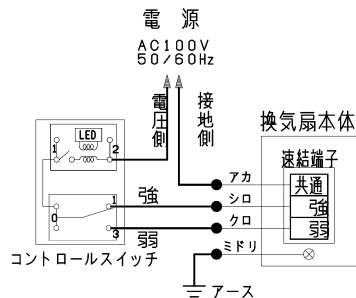 電源
AC100V
50/60Hz
電圧側
接地側
換気扇本体
速結端子
LED
1
2
アカ
共通
強
1
シロ
強
0
クロ
弱
3
弱
ミドリ
コントロールスイッチ
アース